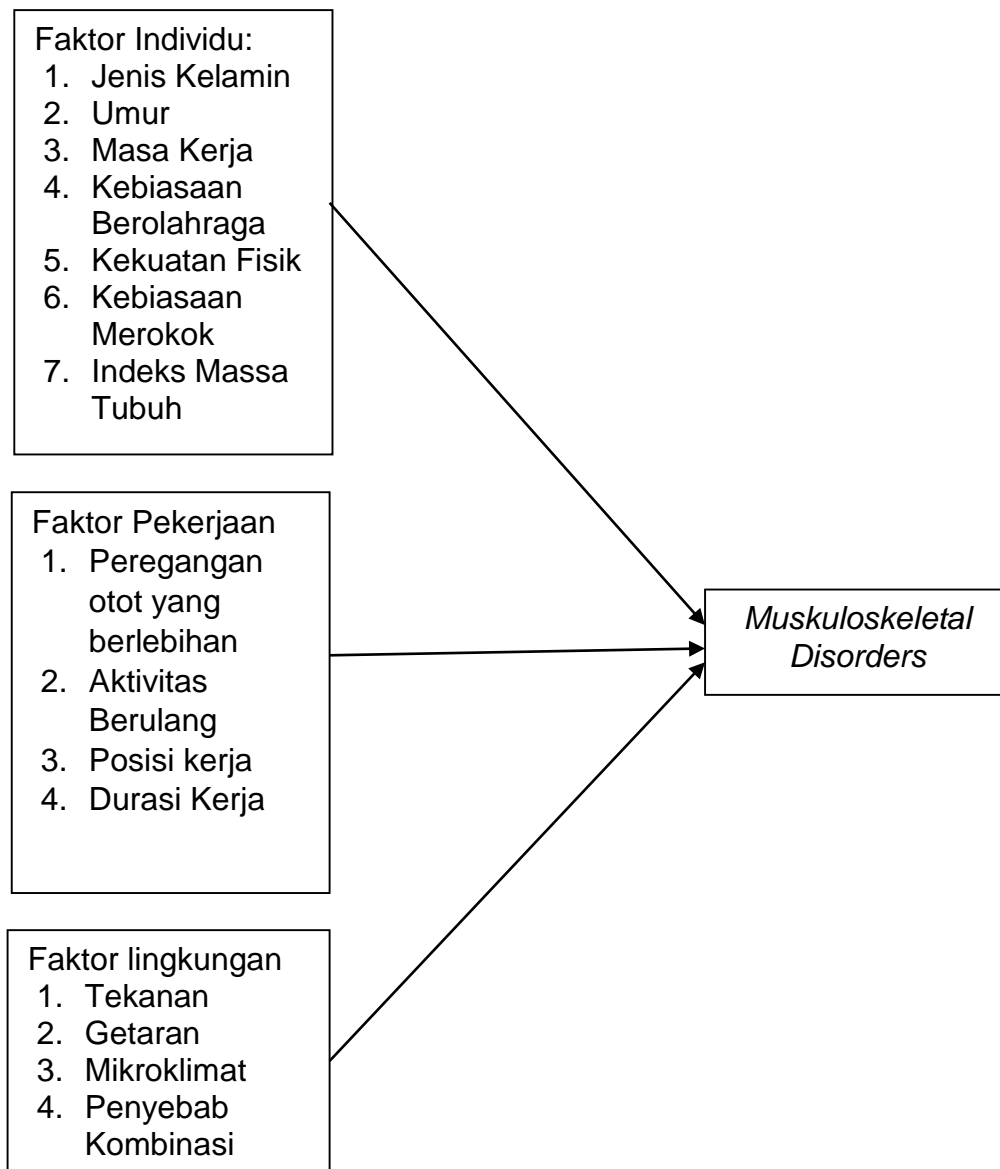 Faktor Individu:
1. Jenis Kelamin
2. Umur
3. Masa Kerja
4. Kebiasaan
Berolahraga
5. Kekuatan Fisik
6. Kebiasaan
Merokok
7. Indeks Massa
Tubuh
Faktor Pekerjaan
1. Peregangan
otot yang
berlebihan
2. Aktivitas
Berulang
3. Posisi kerja
4. Durasi Kerja
Faktor lingkungan
1. Tekanan
2. Getaran
3. Mikroklimat
4. Penyebab
Kombinasi
Muskuloskeletal
Disorders